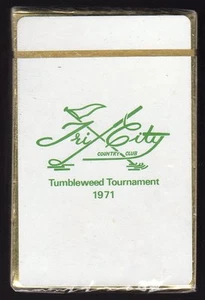 Tri City
COUNTRY CLUB
Tumbleweed Tournament
1971